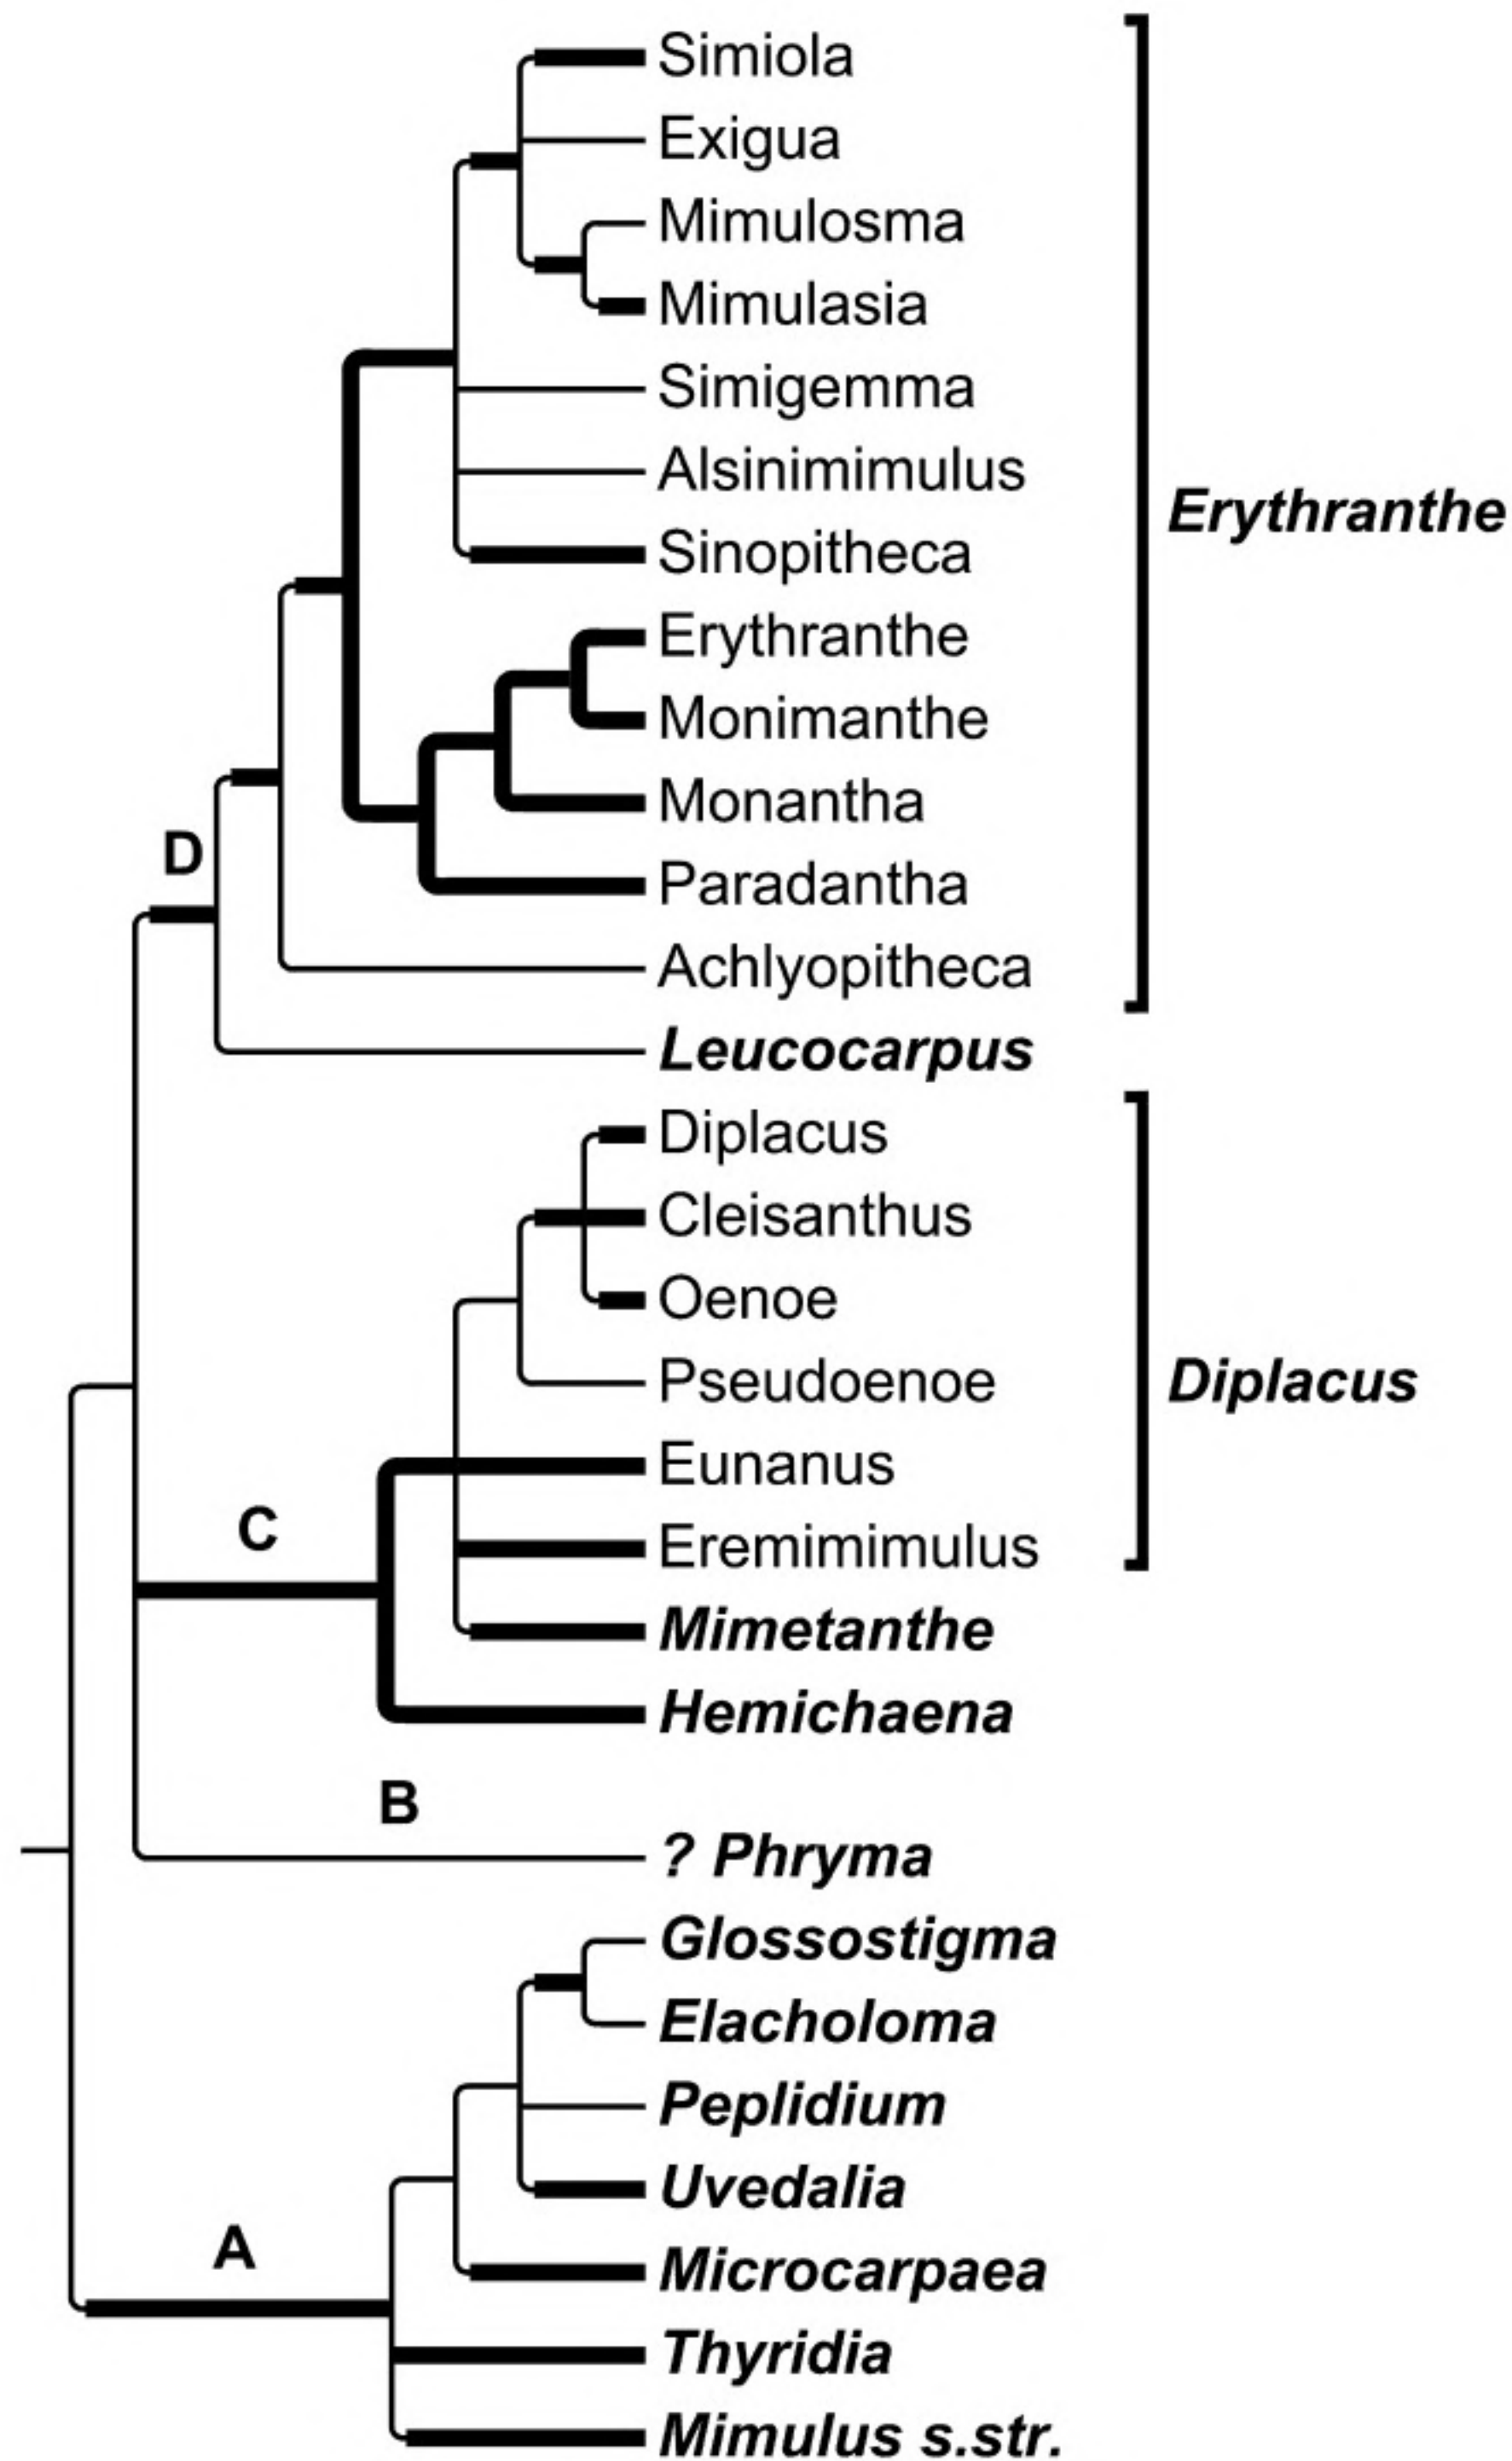 Simiola
Exigua
Mimulosma
Mimulasia
Simigemma
Alsinimimulus
Erythranthe
Sinopitheca
Erythranthe
Monimanthe
Monantha
D
Paradantha
Achlyopitheca
Leucocarpus
Diplacus
Cleisanthus
Oenoe
Pseudoenoe
Diplacus
Eunanus
C
Eremimimulus
Mimetanthe
Hemichaena
B
? Phryma
Glossostigma
Elacholoma
Peplidium
Uvedalia
A
Microcarpaea
Thyridia
Mimulus s.str.